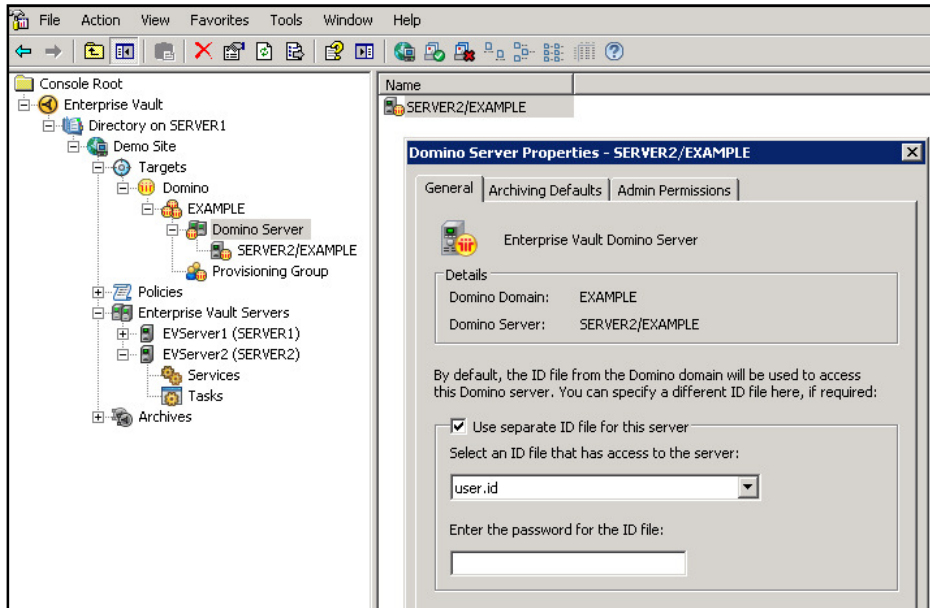 File Action View Favorites Tools Window Help
Console Root
Enterprise Vault
Directory on SERVER1
Demo Site
Targets
Domino
EXAMPLE
Domino Server
SERVER2/EXAMPLE
Provisioning Group
Policies
Enterprise Vault Servers
EVServer1 (SERVER1)
EVServer2 (SERVER2)
Services
Tasks
Archives
Name
SERVER2/EXAMPLE
Domino Server Properties - SERVER2/EXAMPLE
General Archiving Defaults Admin Permissions
Enterprise Vault Domino Server
Details
Domino Domain: EXAMPLE
Domino Server: SERVER2/EXAMPLE
By default, the ID file from the Domino domain will be used to access
this Domino server. You can specify a different ID file here, if required:
Use separate ID file for this server
Select an ID file that has access to the server:
user.id
Enter the password for the ID file: